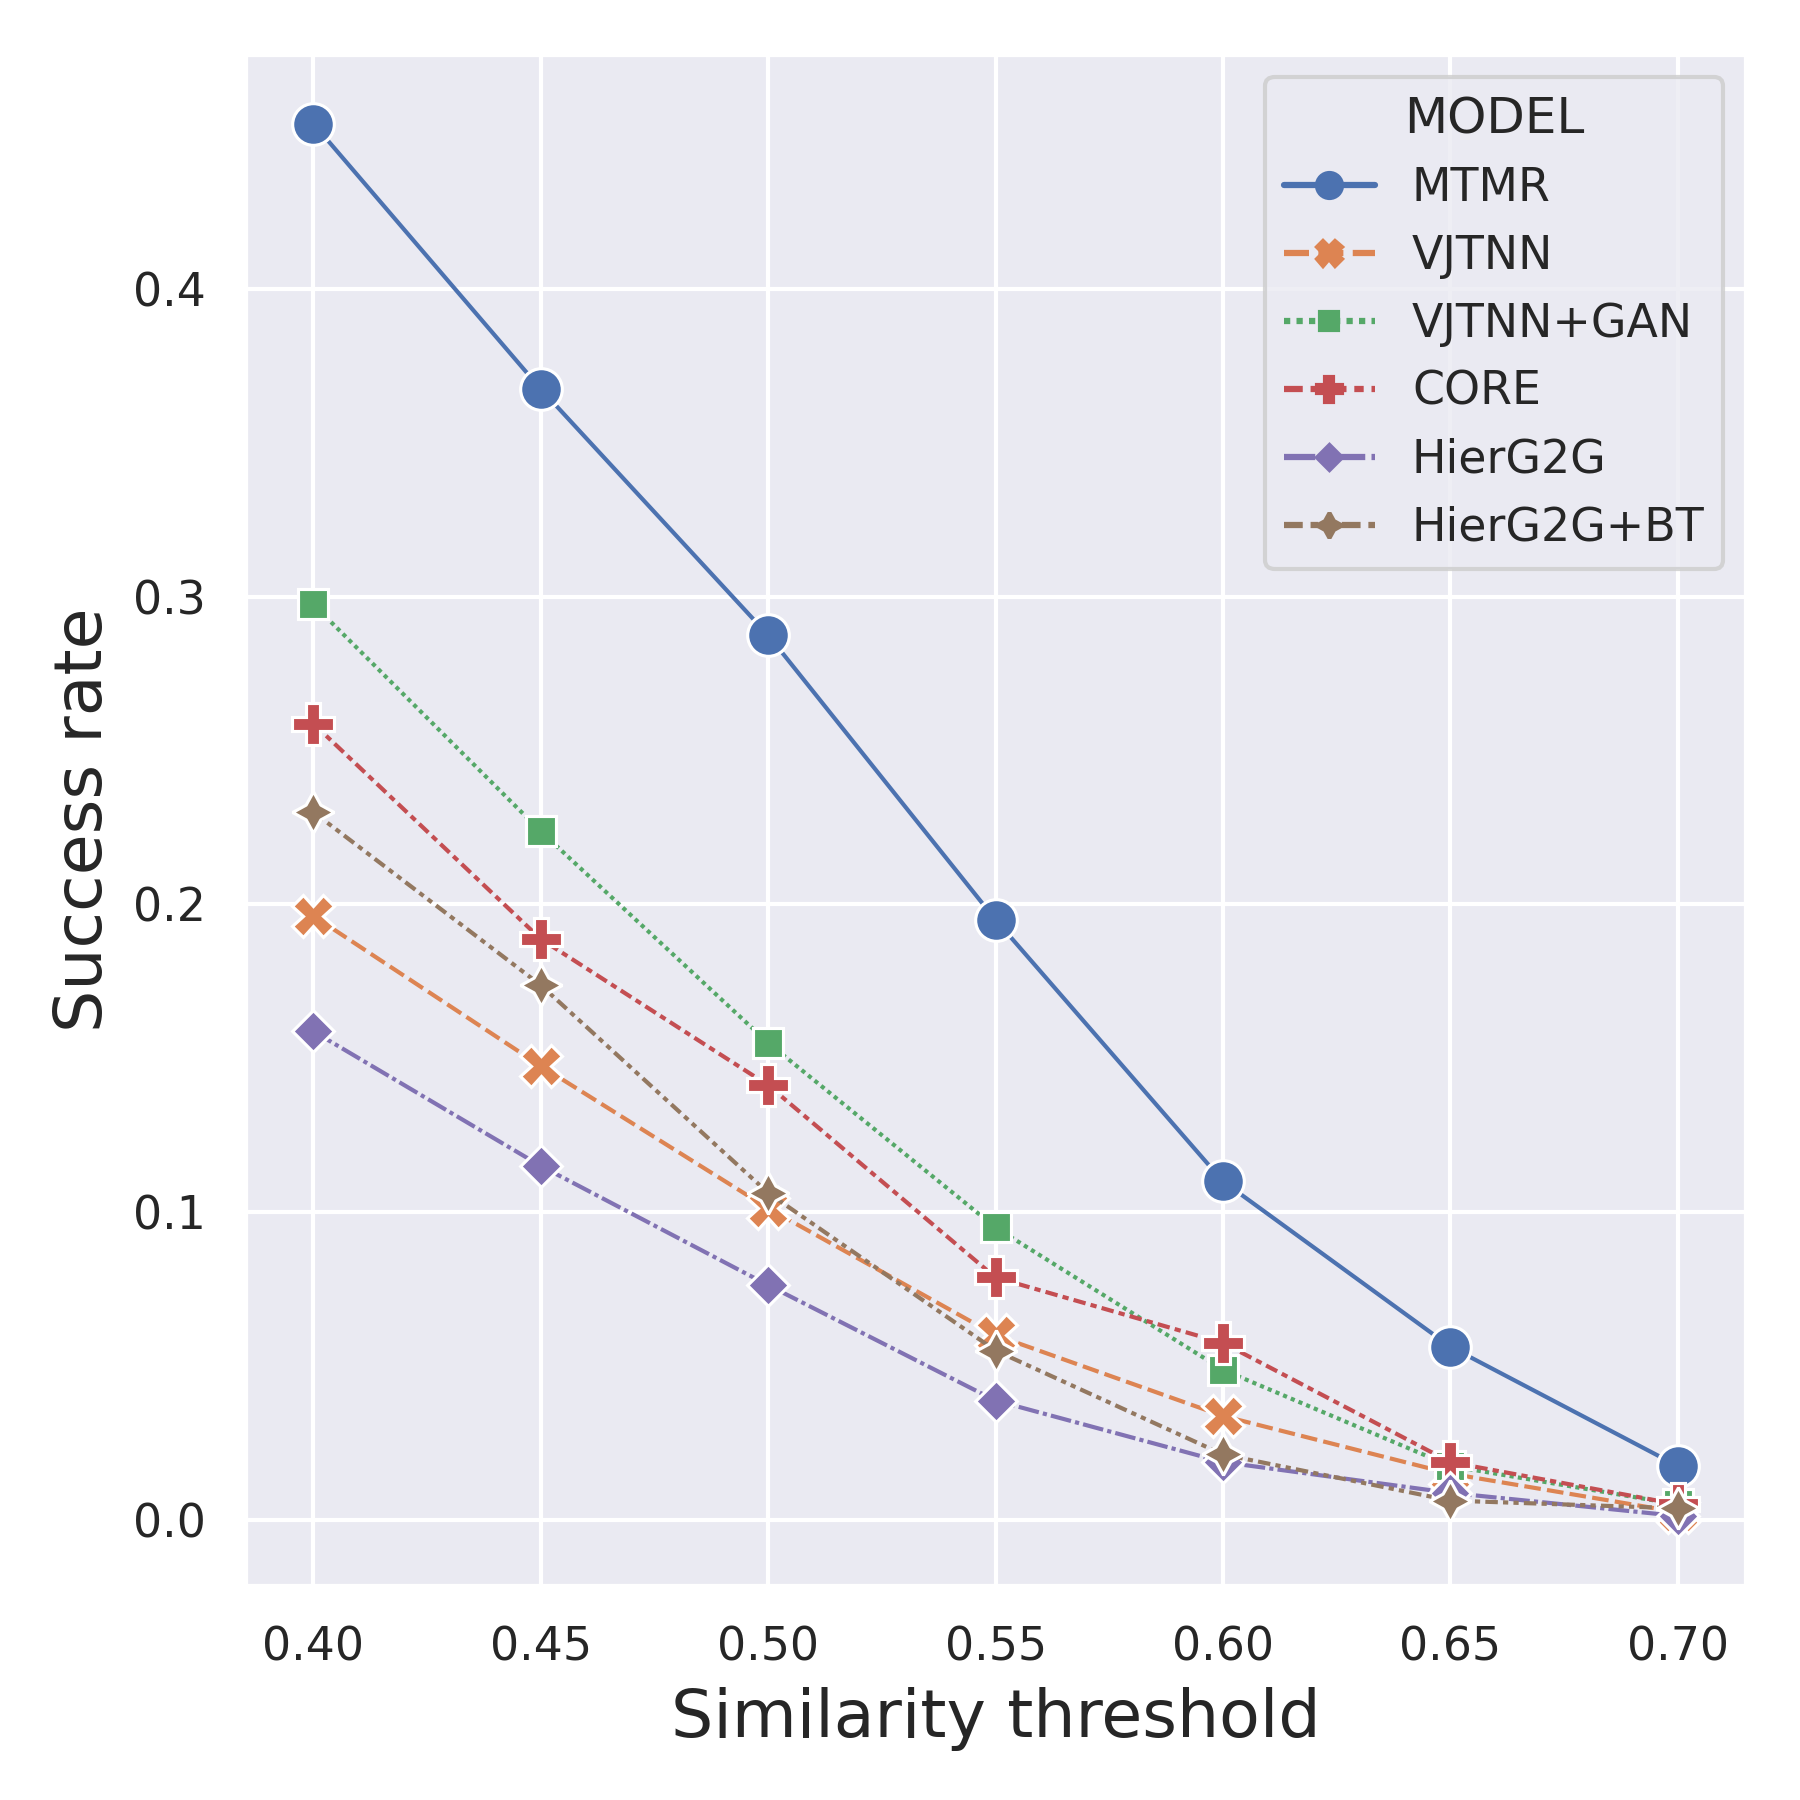 MODEL
MTMR
VJTNN
VJTNN+GAN
CORE
HierG2G
HierG2G+BT
Success rate
0.4
0.3
0.2
0.1
0.0
0.40 0.45 0.50 0.55 0.60 0.65 0.70
Similarity threshold